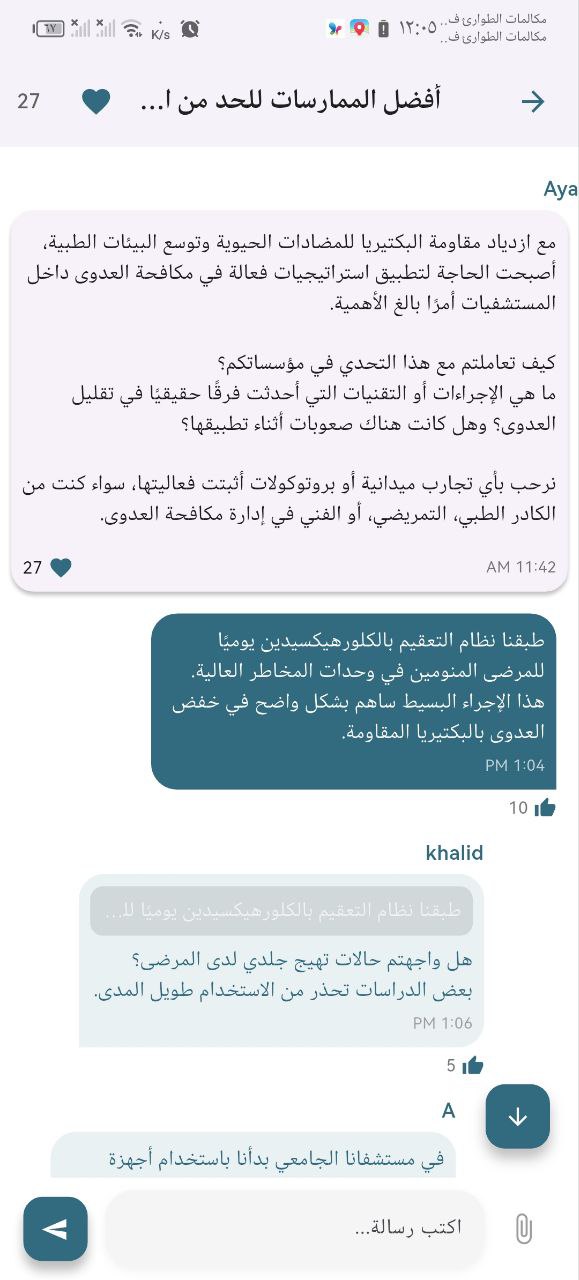 مكالمات الطوارئ ف..
مكالمات الطوارئ ف..
١٢:٠٥
K/s
٦٧
أفضل الممارسات للحد من ا...
27
Aya
مع ازدياد مقاومة البكتيريا للمضادات الحيوية وتوسع البيئات الطبية،
أصبحت الحاجة لتطبيق استراتيجيات فعالة في مكافحة العدوى داخل
المستشفيات أمرًا بالغ الأهمية.
كيف تعاملتم مع هذا التحدي في مؤسساتكم؟
ما هي الإجراءات أو التقنيات التي أحدثت فرقًا حقيقيًا في تقليل
العدوى؟ وهل كانت هناك صعوبات أثناء تطبيقها؟
نرحب بأي تجارب ميدانية أو بروتوكولات أثبتت فعاليتها، سواء كنت من
الكادر الطبي، التمريضي، أو الفني في إدارة مكافحة العدوى.
27
11:42 AM
طبقنا نظام التعقيم بالكلورهيكسيدين يوميًا
للمرضى المنومين في وحدات المخاطر العالية.
هذا الإجراء البسيط ساهم بشكل واضح في خفض
العدوى بالبكتيريا المقاومة.
1:04 PM
10
khalid
طبقنا نظام التعقيم بالكلورهيكسيدين يوميًا لل...
هل واجهتم حالات تهيج جلدي لدى المرضى؟
بعض الدراسات تحذر من الاستخدام طويل المدى.
1:06 PM
5
A
في مستشفانا الجامعي بدأنا باستخدام أجهزة
اكتب رسالة...